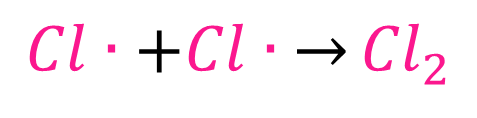 Cl · + Cl · → Cl₂